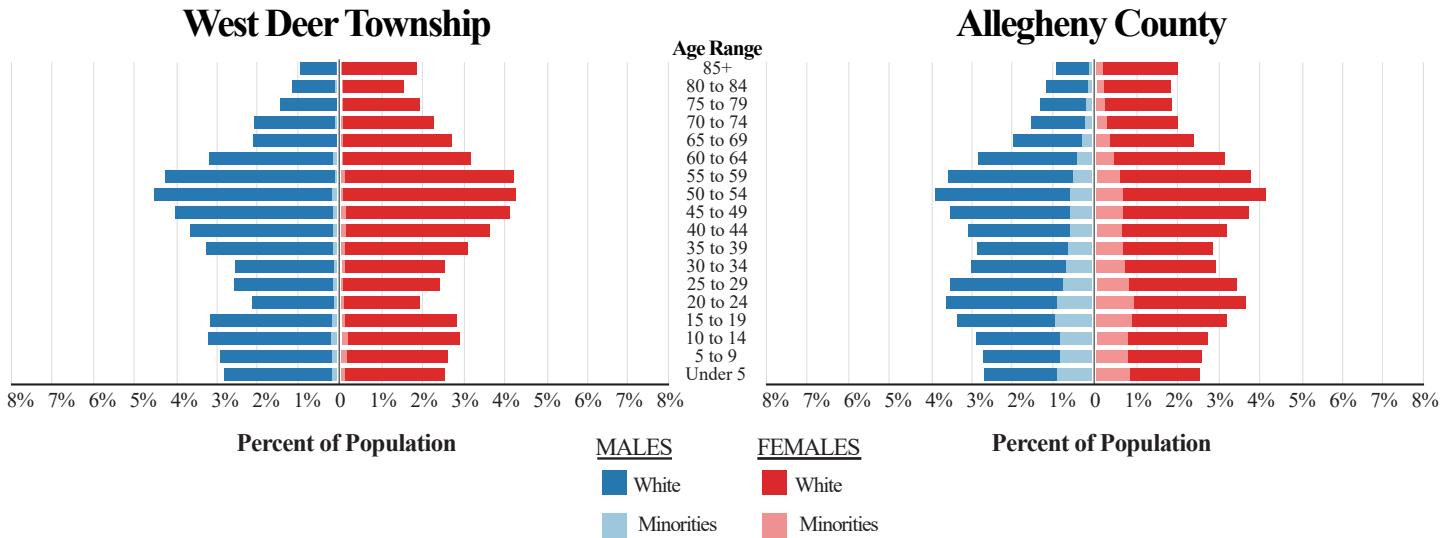 West Deer Township
Allegheny County
Age Range
85+
80 to 84
75 to 79
70 to 74
65 to 69
60 to 64
55 to 59
50 to 54
45 to 49
40 to 44
35 to 39
30 to 34
25 to 29
20 to 24
15 to 19
10 to 14
5 to 9
Under 5
8% 7% 6% 5% 4% 3% 2% 1% 0 1% 2% 3% 4% 5% 6% 7% 8%
8% 7% 6% 5% 4% 3% 2% 1% 0 1% 2% 3% 4% 5% 6% 7% 8%
Percent of Population
Percent of Population
MALES
White
Minorities
FEMALES
White
Minorities